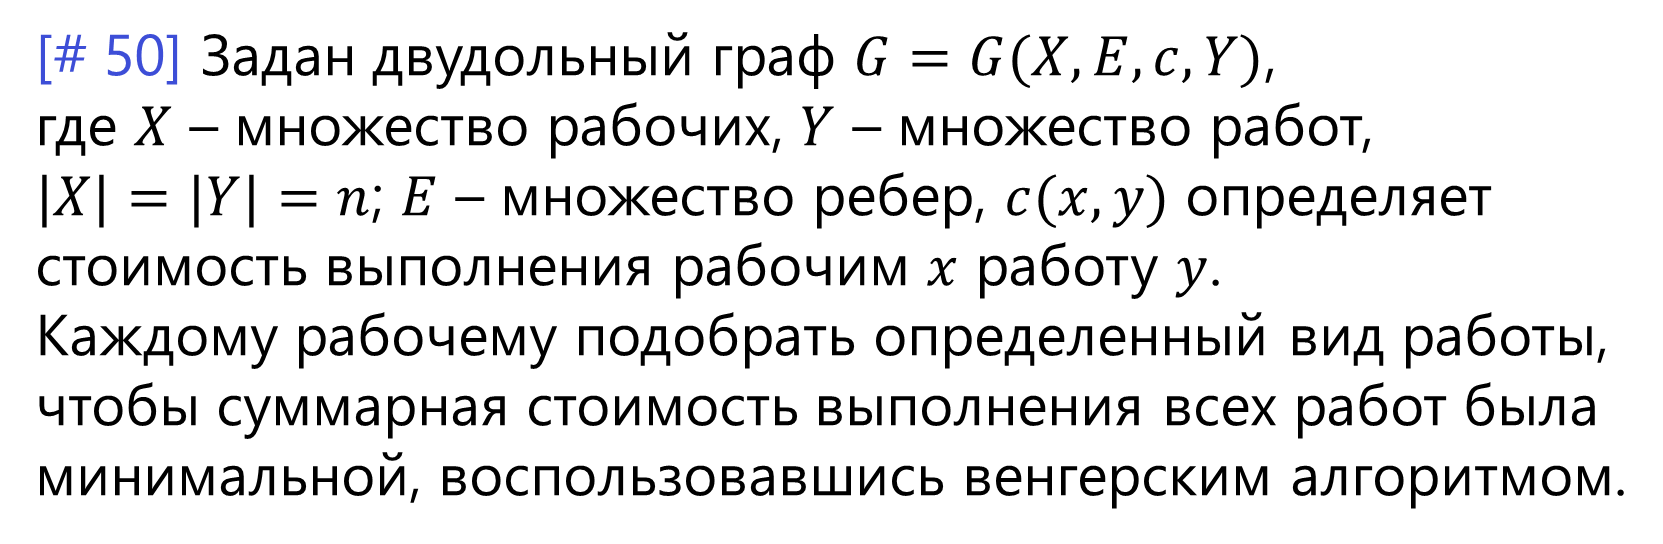 [# 50] Задан двудольный граф G = G(X, E, c, Y),
где X – множество рабочих, Y – множество работ,
|X| = |Y| = n; E – множество ребер, c(x, y) определяет
стоимость выполнения рабочим x работу y.
Каждому рабочему подобрать определенный вид работы,
чтобы суммарная стоимость выполнения всех работ была
минимальной, воспользовавшись венгерским алгоритмом.